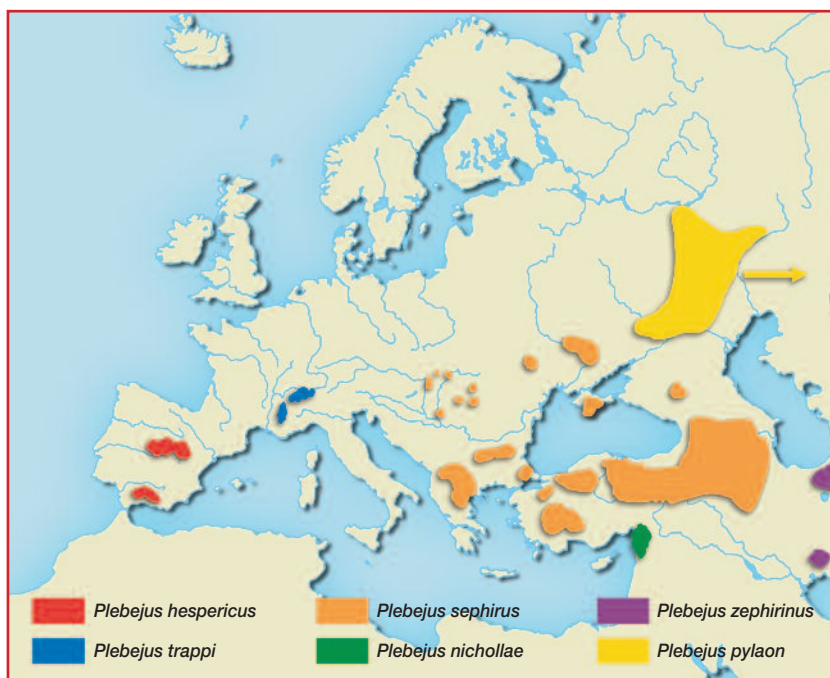 Plebejus hespericus
Plebejus sephirus
Plebejus zephirinus
Plebejus trappi
Plebejus nichollae
Plebejus pylaon